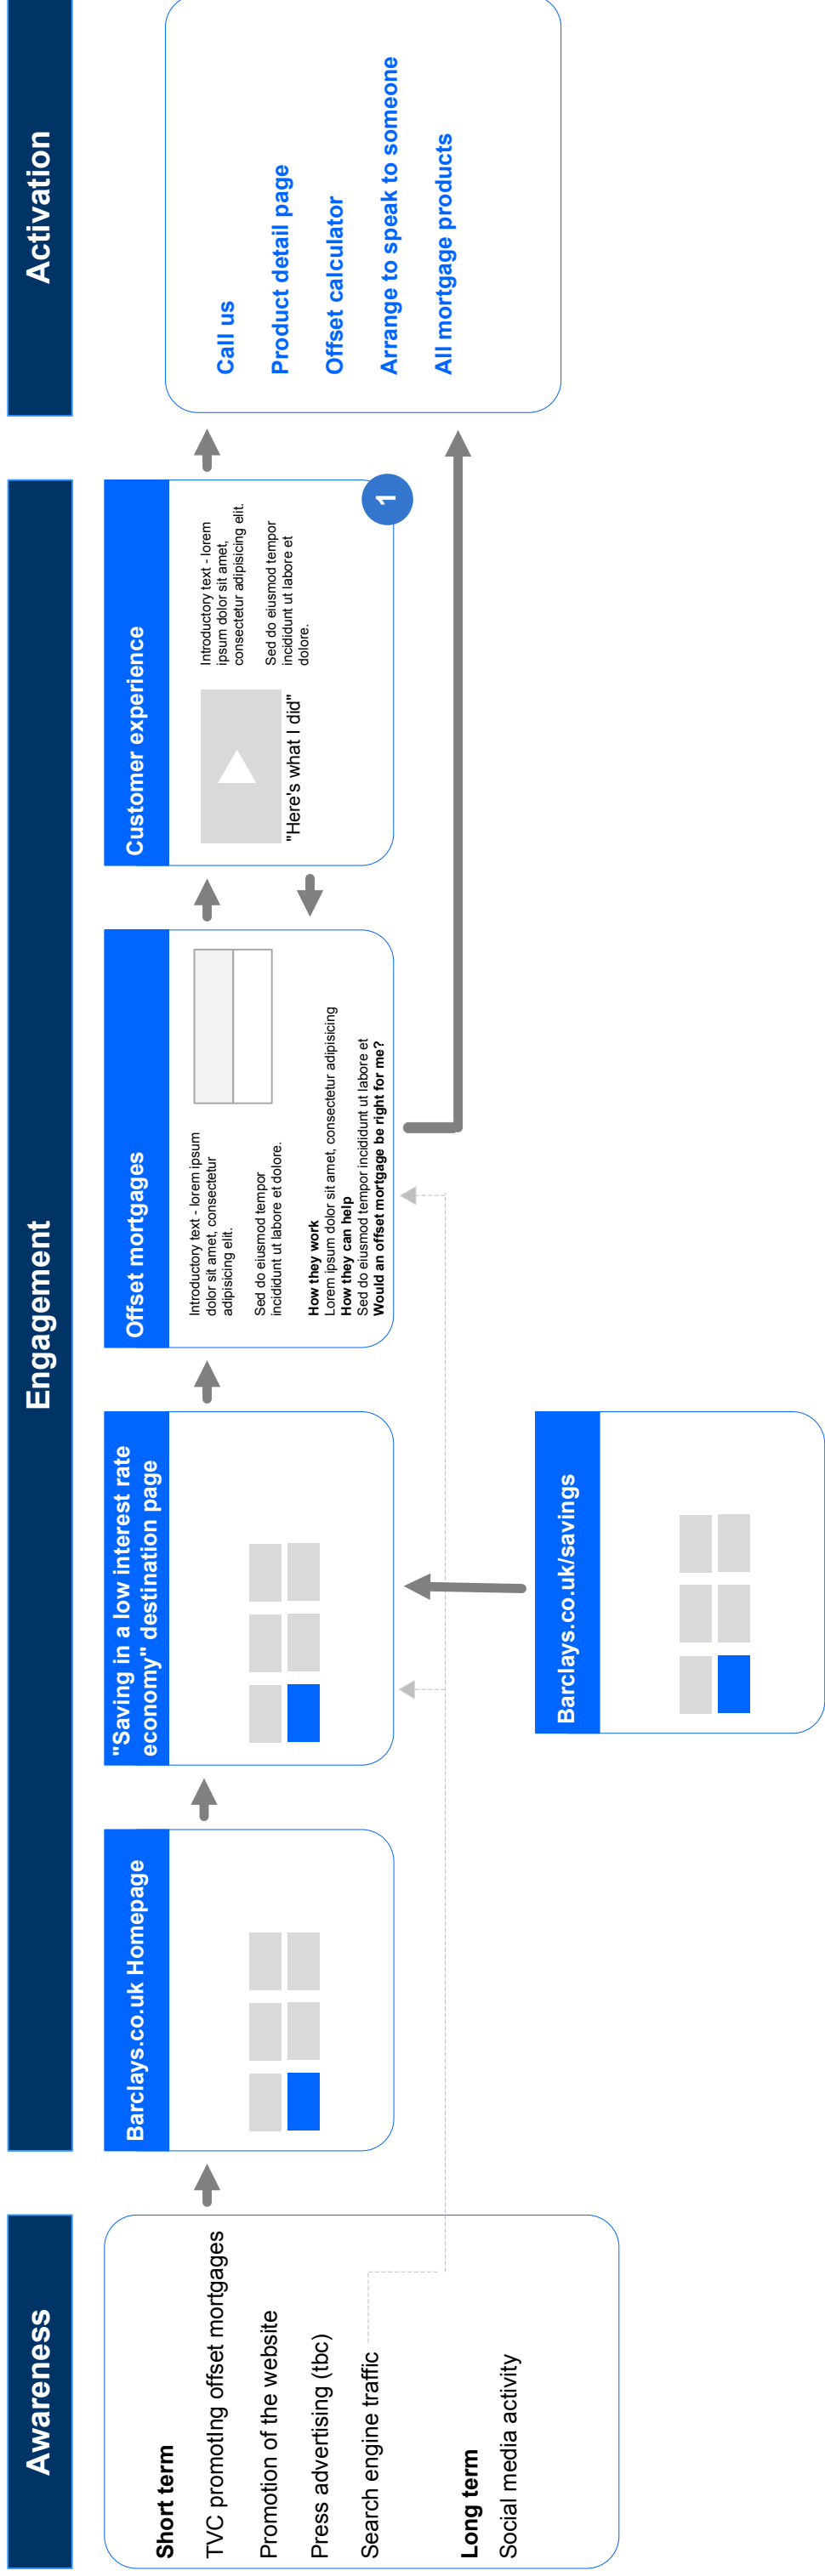 Awareness
Engagement
Activation
Short term
TVC promotIng offset mortgages
Promotion of the website
Press advertising (tbc)
Search engine traffic
Long term
Social media activity
Barclays.co.uk Homepage
"Saving in a low interest rate
economy" destination page
Barclays.co.uk/savings
Offset mortgages
Introductory text - lorem ipsum
dolor sit amet, consectetur
adipisicing elit.
Sed do eiusmod tempor
incididunt ut labore et dolore.
How they work
Lorem ipsum dolor sit amet, consectetur adipisicing
How they can help
Sed do eiusmod tempor incididunt ut labore et
Would an offset mortgage be right for me?
Customer experience
"Here's what I did"
Introductory text - lorem
ipsum dolor sit amet,
consectetur adipisicing elit.
Sed do eiusmod tempor
incididunt ut labore et
dolore.
1
Call us
Product detail page
Offset calculator
Arrange to speak to someone
All mortgage products